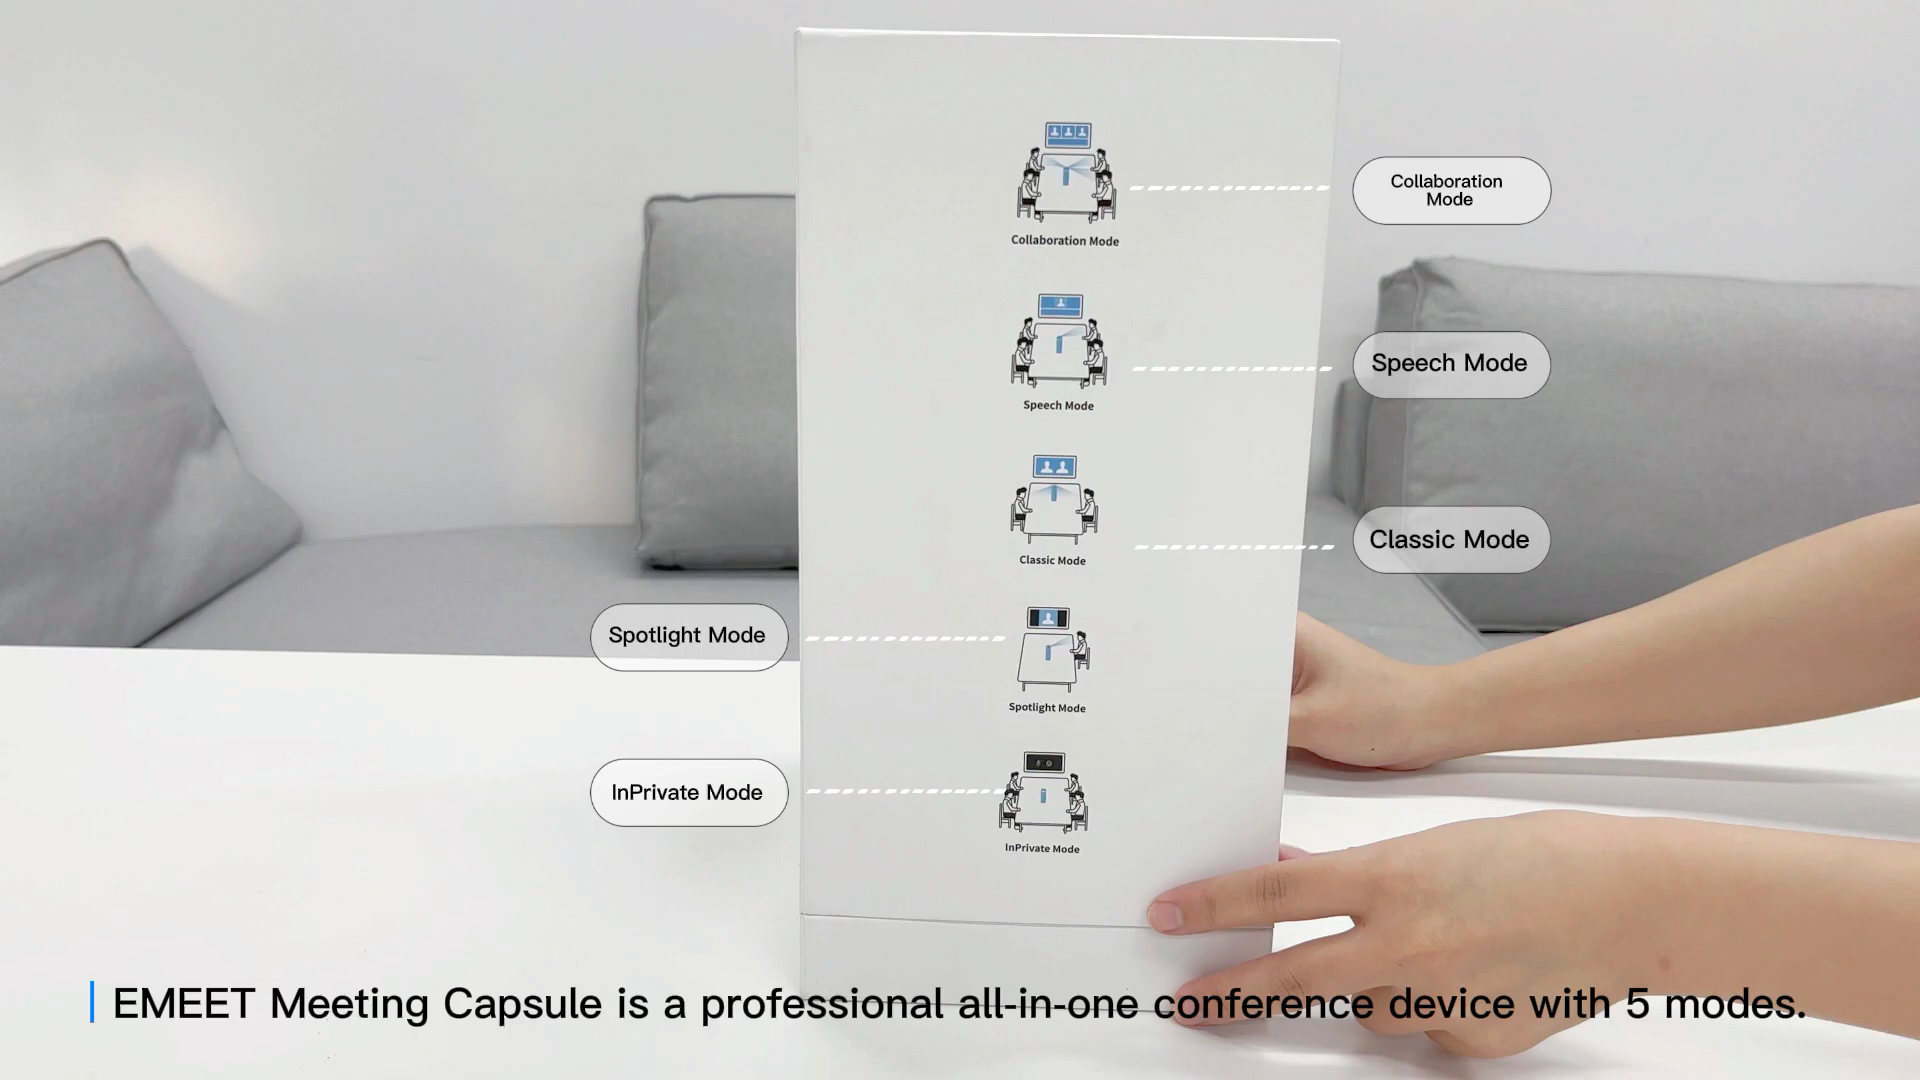 Collaboration Mode
Collaboration
Mode
Speech Mode
Speech Mode
Classic Mode
Classic Mode
Spotlight Mode
Spotlight Mode
InPrivate Mode
InPrivate Mode
EMEET Meeting Capsule is a professional all-in-one conference device with 5 modes.